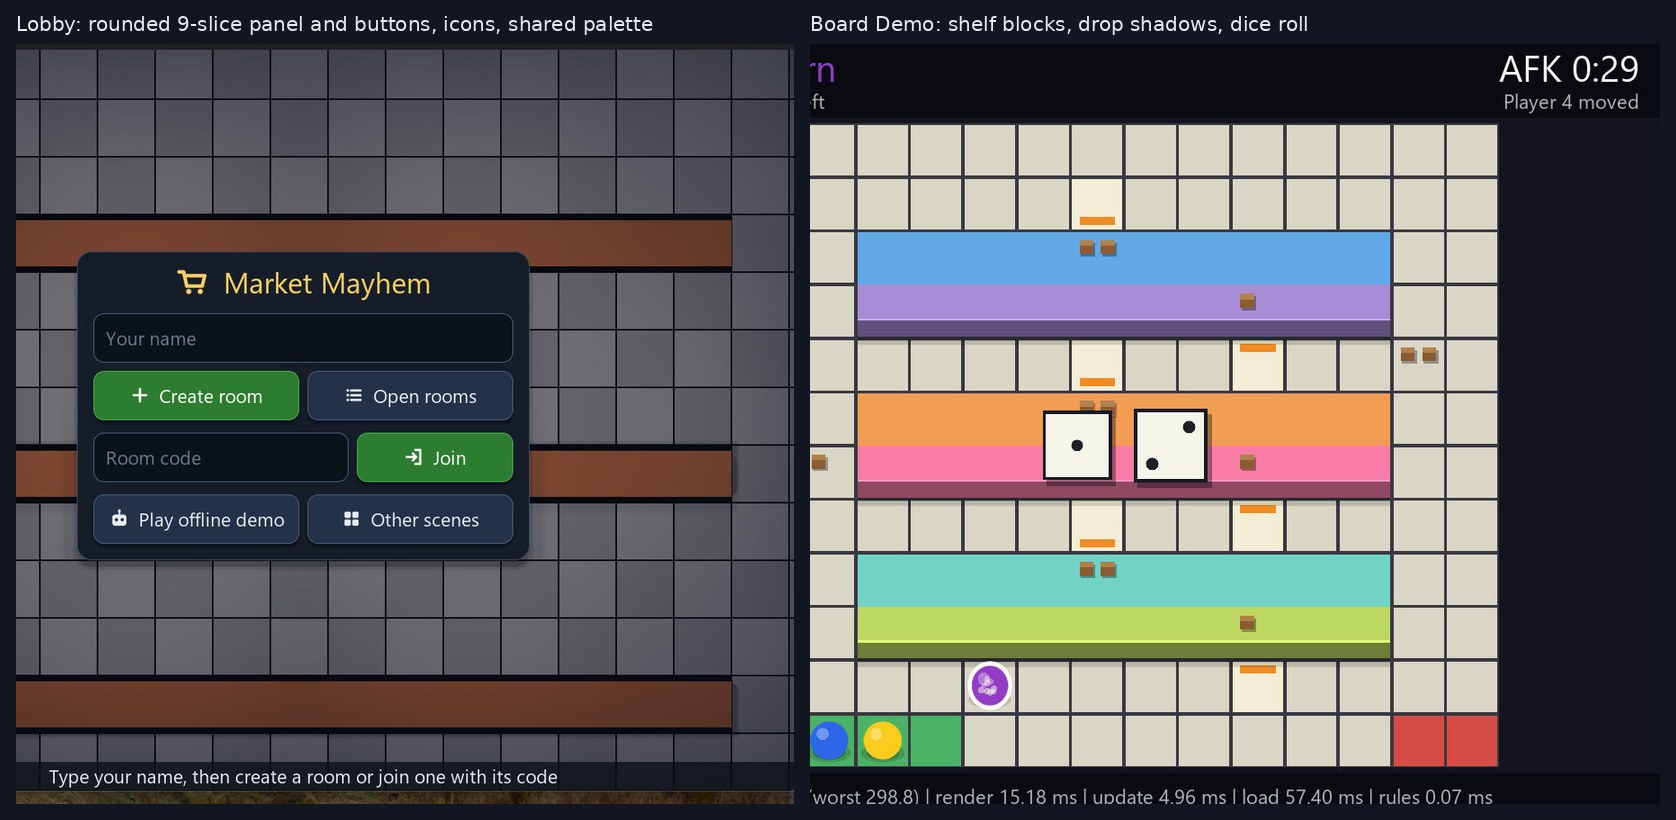 Lobby: rounded 9-slice panel and buttons, icons, shared palette
Market Mayhem
Your name
Create room
Open rooms
Room code
Join
Play offline demo
Other scenes
Type your name, then create a room or join one with its code
Board Demo: shelf blocks, drop shadows, dice roll
rn
ft
AFK 0:29
Player 4 moved
(worst 298.8) | render 15.18 ms | update 4.96 ms | load 57.40 ms | rules 0.07 ms